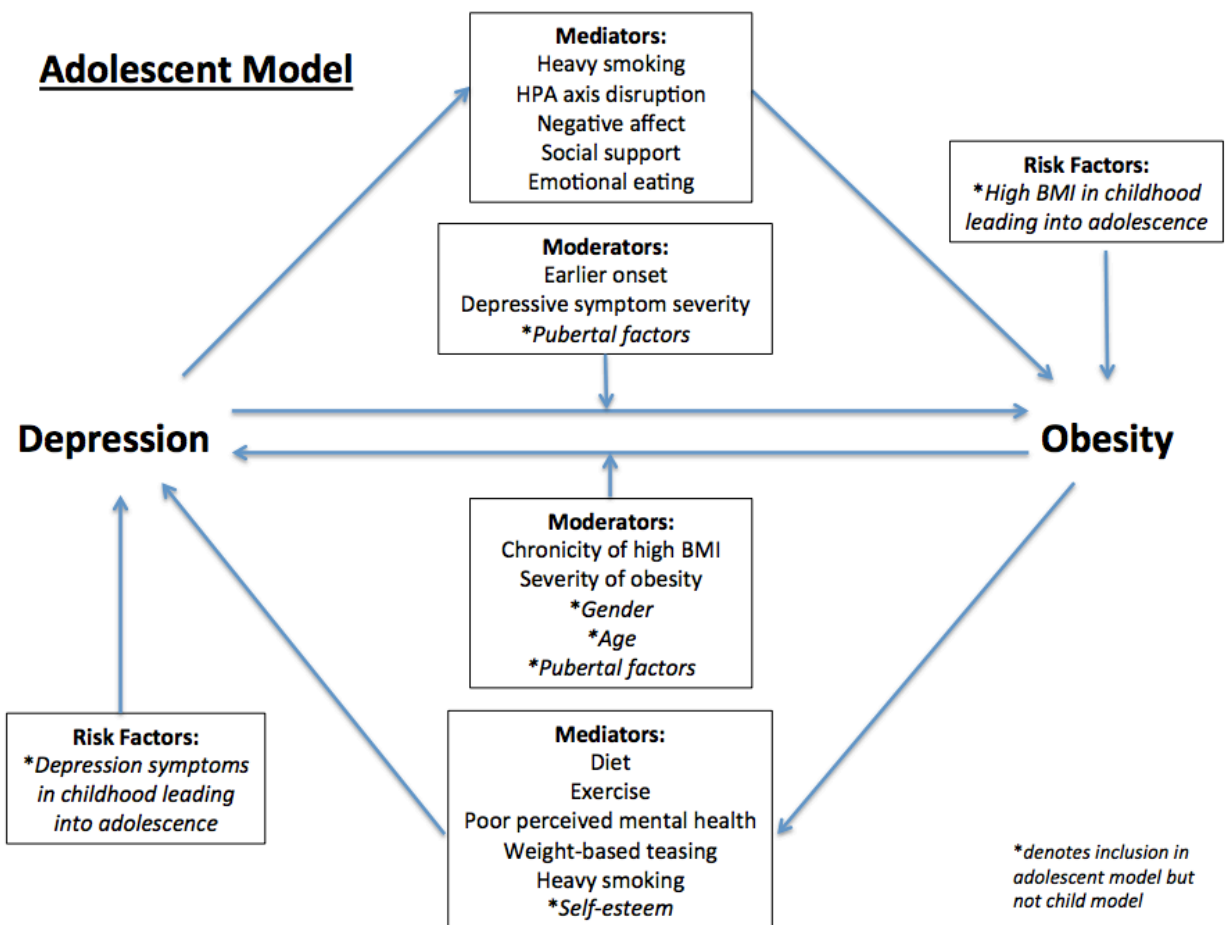 Adolescent Model
Mediators:
Heavy smoking
HPA axis disruption
Negative affect
Social support
Emotional eating
Risk Factors:
*High BMI in childhood
leading into adolescence
Moderators:
Earlier onset
Depressive symptom severity
*Pubertal factors
Depression
Obesity
Moderators:
Chronicity of high BMI
Severity of obesity
*Gender
*Age
*Pubertal factors
Risk Factors:
*Depression symptoms
in childhood leading
into adolescence
Mediators:
Diet
Exercise
Poor perceived mental health
Weight-based teasing
Heavy smoking
*Self-esteem
*denotes inclusion in
adolescent model but
not child model